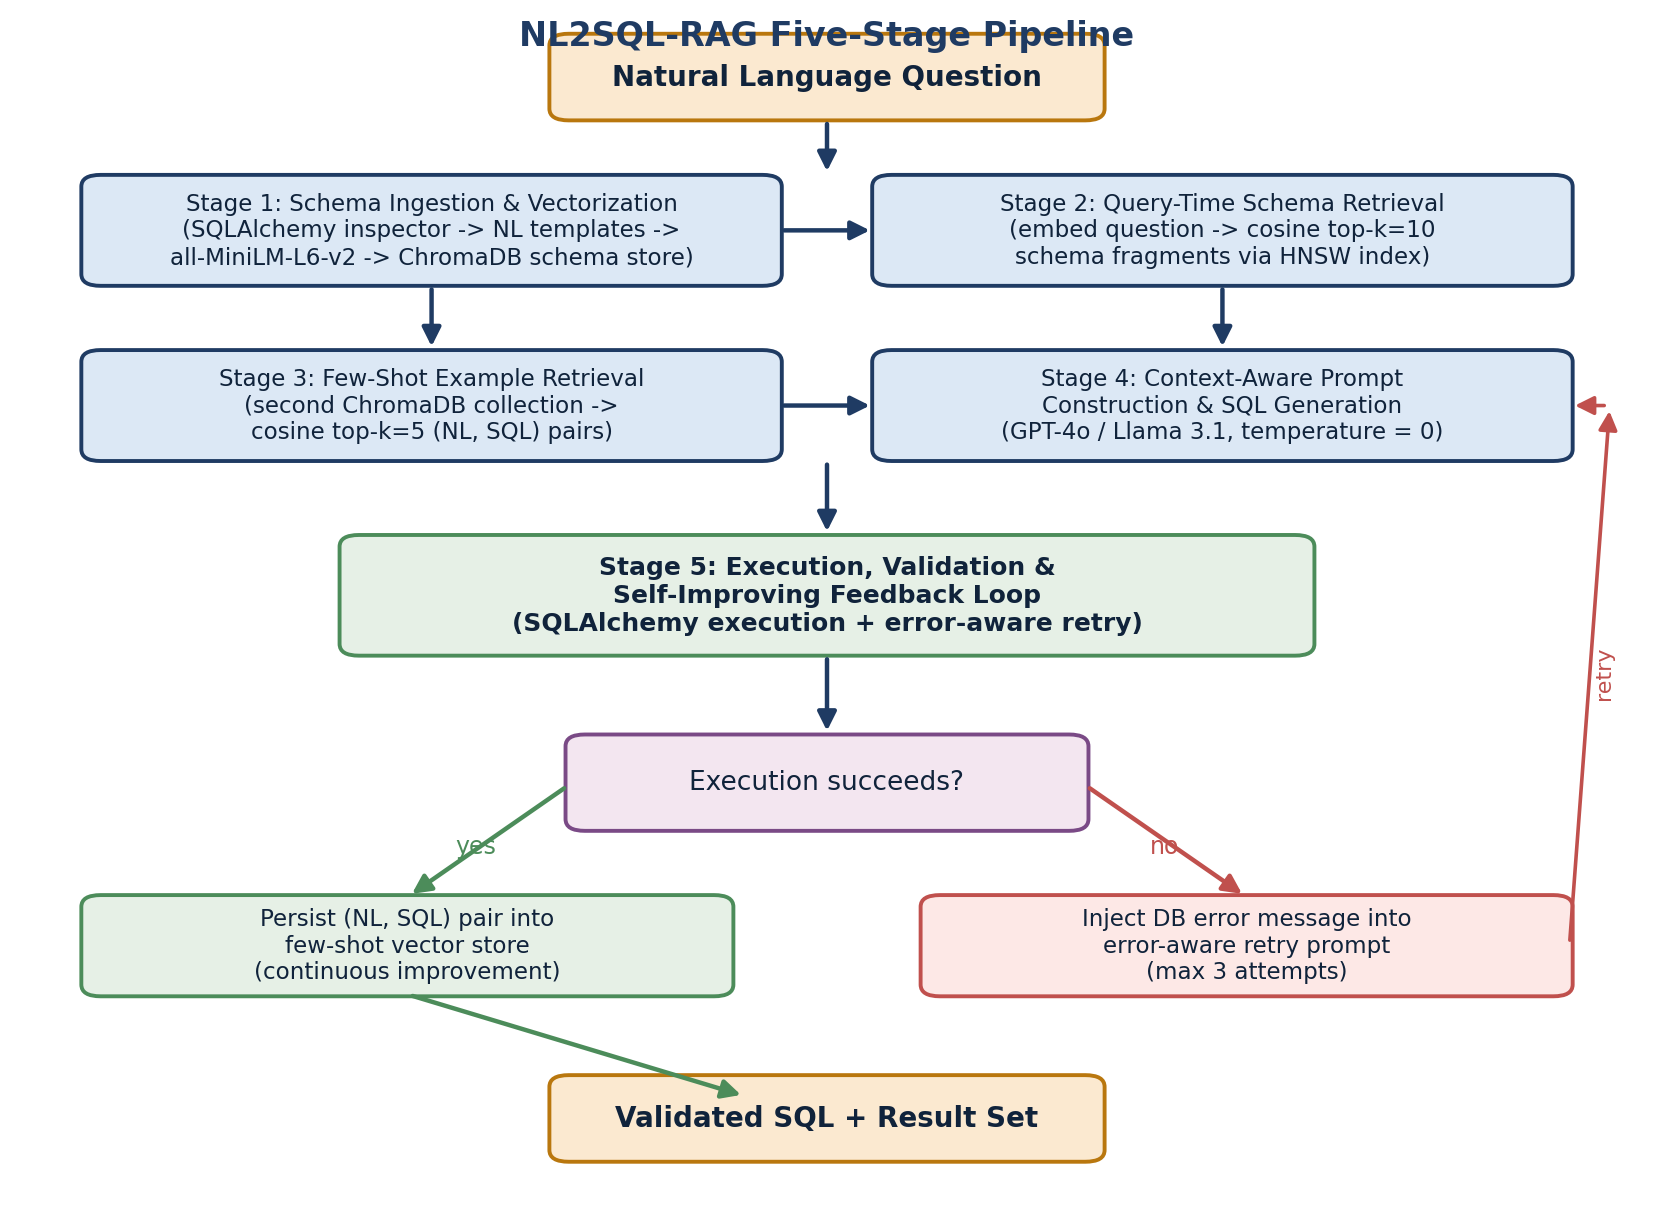 NL2SQL-RAG Five-Stage Pipeline
Natural Language Question
Stage 1: Schema Ingestion & Vectorization
(SQLAlchemy inspector -> NL templates ->
all-MiniLM-L6-v2 -> ChromaDB schema store)
Stage 2: Query-Time Schema Retrieval
(embed question -> cosine top-k=10
schema fragments via HNSW index)
Stage 3: Few-Shot Example Retrieval
(second ChromaDB collection ->
cosine top-k=5 (NL, SQL) pairs)
Stage 4: Context-Aware Prompt
Construction & SQL Generation
(GPT-4o / Llama 3.1, temperature = 0)
Stage 5: Execution, Validation &
Self-Improving Feedback Loop
(SQLAlchemy execution + error-aware retry)
retry
Execution succeeds?
yes
no
Persist (NL, SQL) pair into
few-shot vector store
(continuous improvement)
Inject DB error message into
error-aware retry prompt
(max 3 attempts)
Validated SQL + Result Set